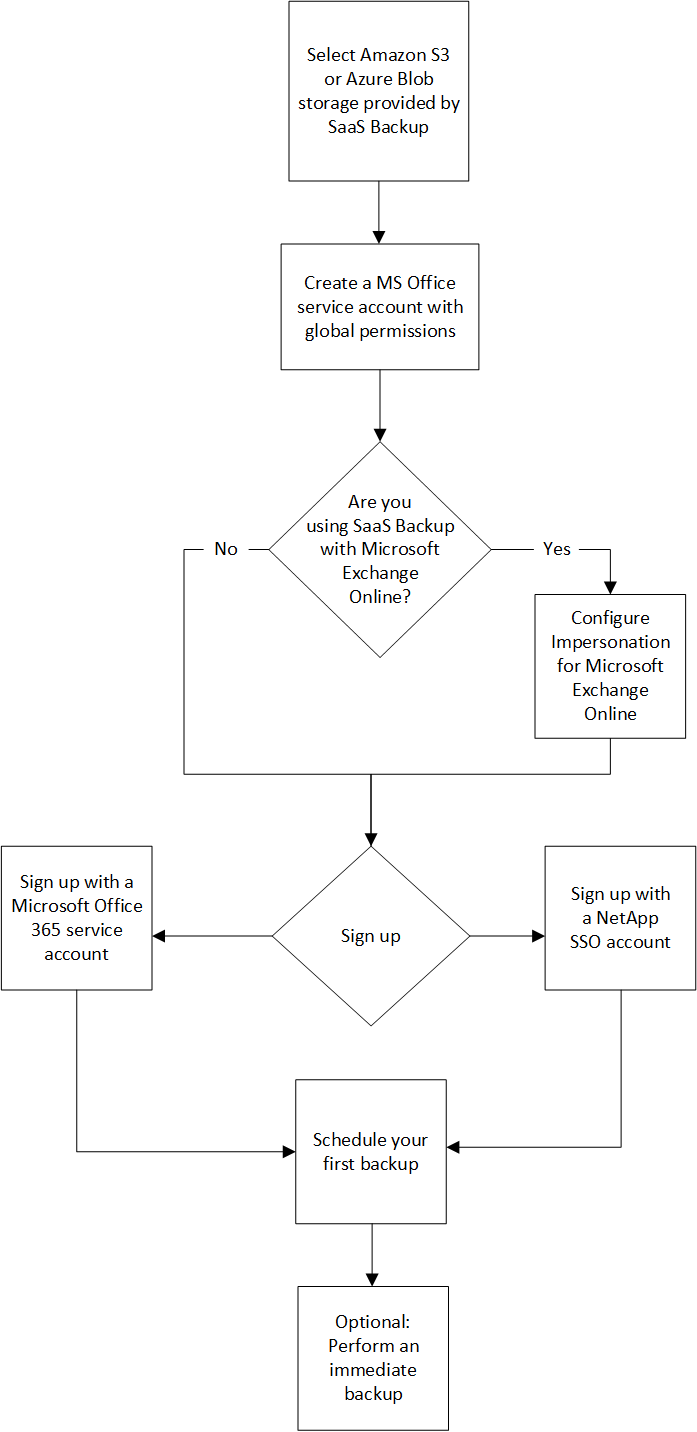 Select Amazon S3
or Azure Blob
storage provided by
SaaS Backup
Create a MS Office
service account with
global permissions
Are you
using SaaS Backup
with Microsoft
Exchange
Online?
No
Yes
Configure
Impersonation
for Microsoft
Exchange
Online
Sign up with a
Microsoft Office
365 service
account
Sign up
Sign up with
a NetApp
SSO account
Schedule your
first backup
Optional:
Perform an
immediate
backup